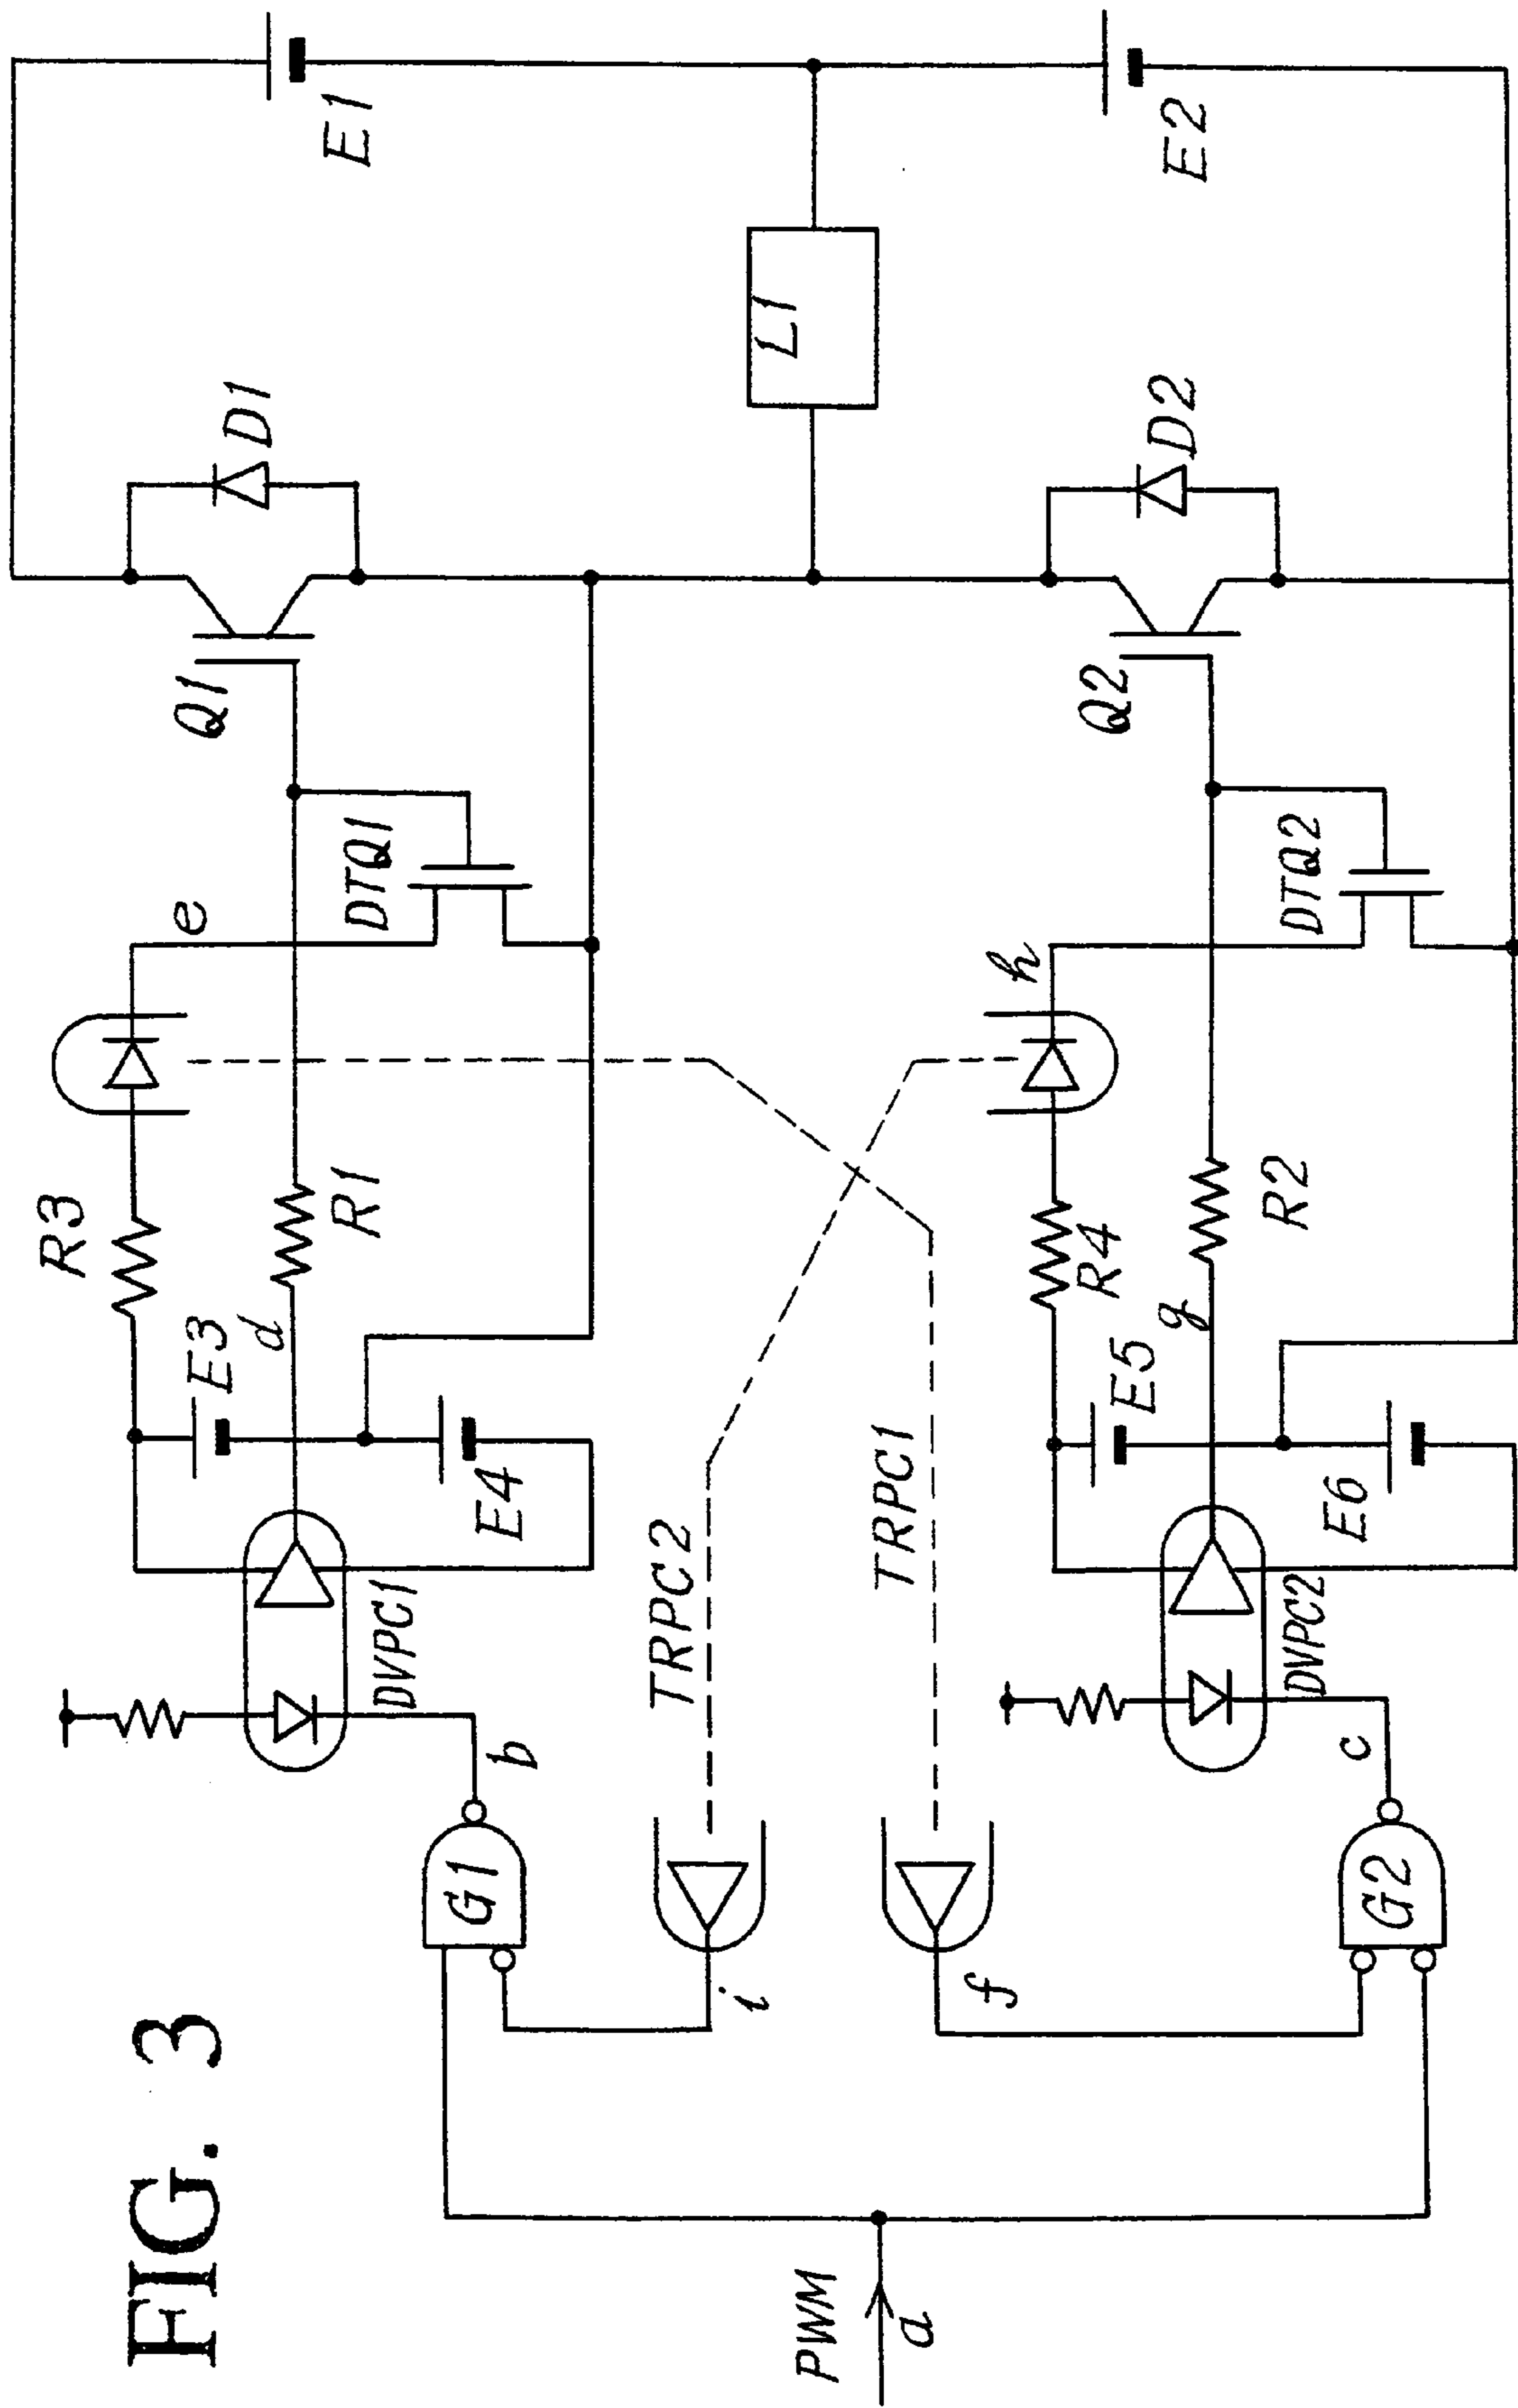 FIG. 3
PWM
a
G1
b
DVPC1
E3
E4
d
R3
R1
e
DTQ1
Q1
D1
E1
i
TRPC2
f
TRPC1
L1
G2
c
DVPC2
E5
E6
g
R4
R2
h
DTQ2
Q2
D2
E2